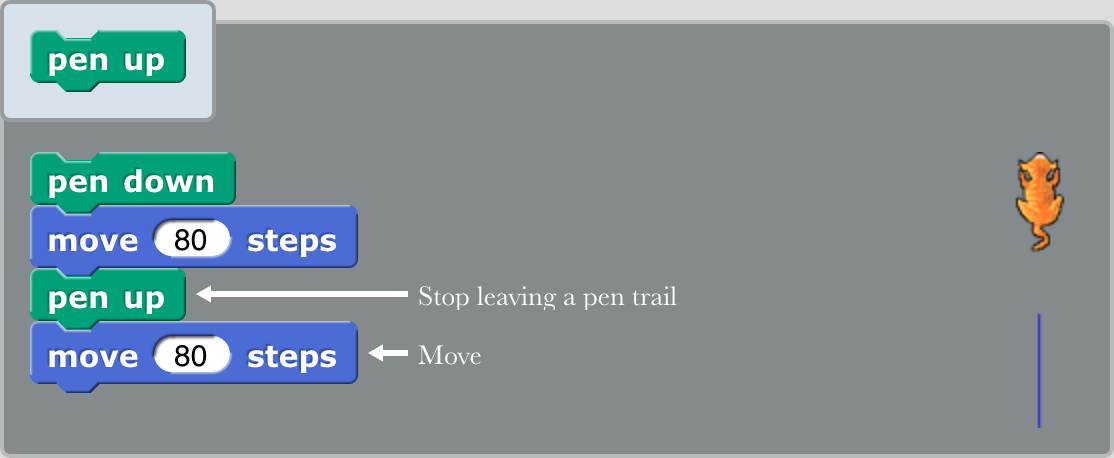 pen up
pen down
move 80 steps
pen up
Stop leaving a pen trail
move 80 steps
Move